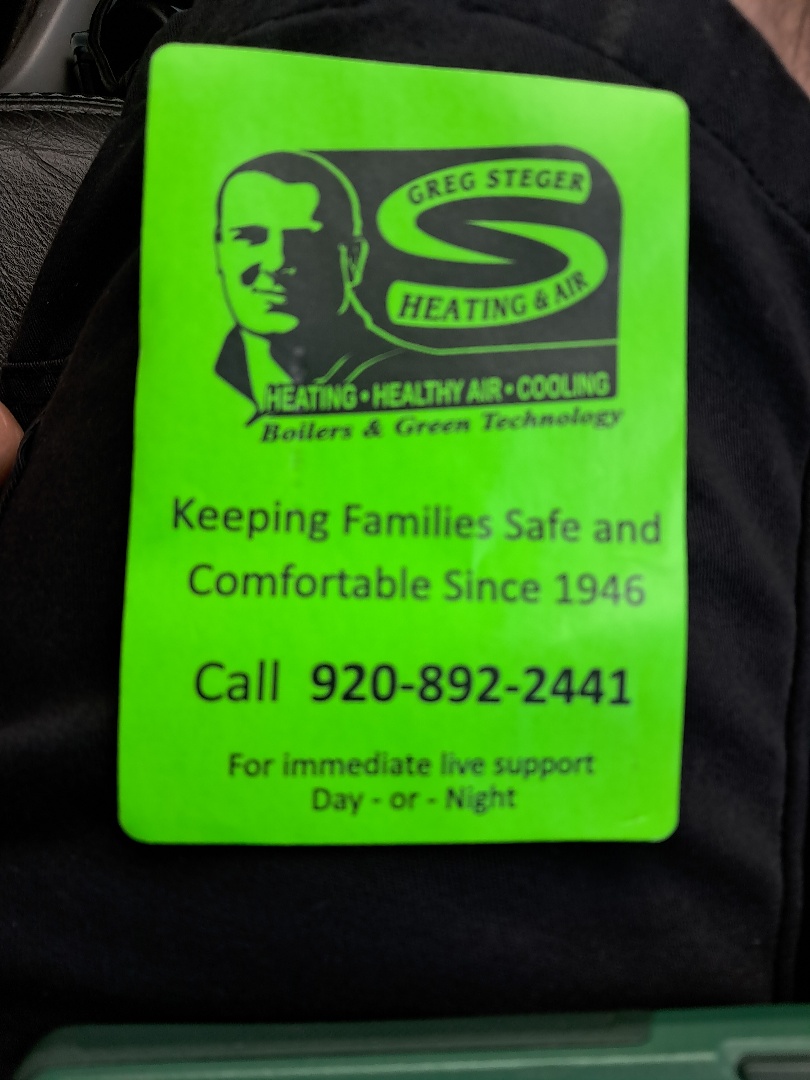 GREG STEGER
HEATING & AIR
HEATING • HEALTHY AIR • COOLING
Boilers & Green Technology
Keeping Families Safe and
Comfortable Since 1946
Call 920-892-2441
For immediate live support
Day - or - Night